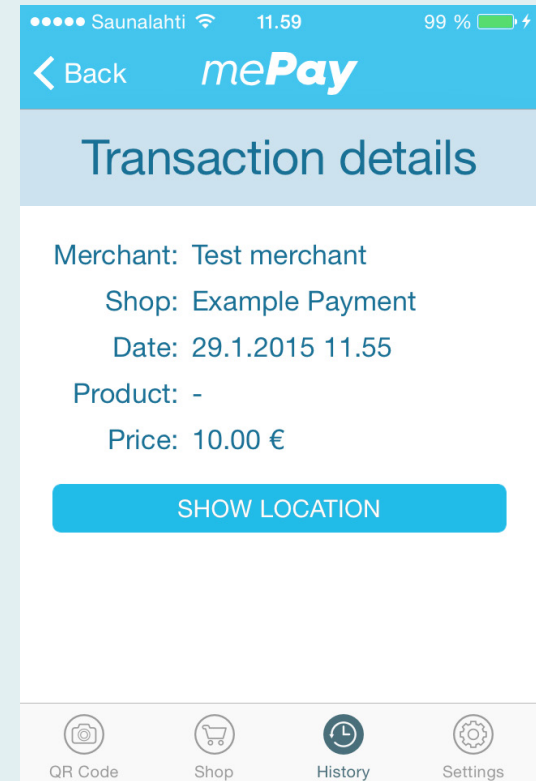 Saunalahti 11.59 99 %
Back mePay
Transaction details
Merchant: Test merchant
Shop: Example Payment
Date: 29.1.2015 11.55
Product: -
Price: 10.00 €
SHOW LOCATION
QR Code Shop History Settings